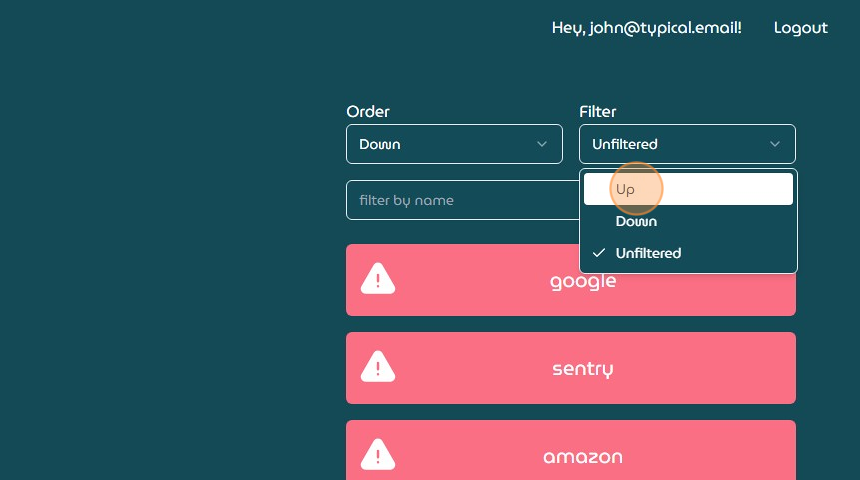 Hey, john@typical.email! Logout
Order Filter
Down Unfiltered
filter by name
Up
Down
Unfiltered
google
sentry
amazon